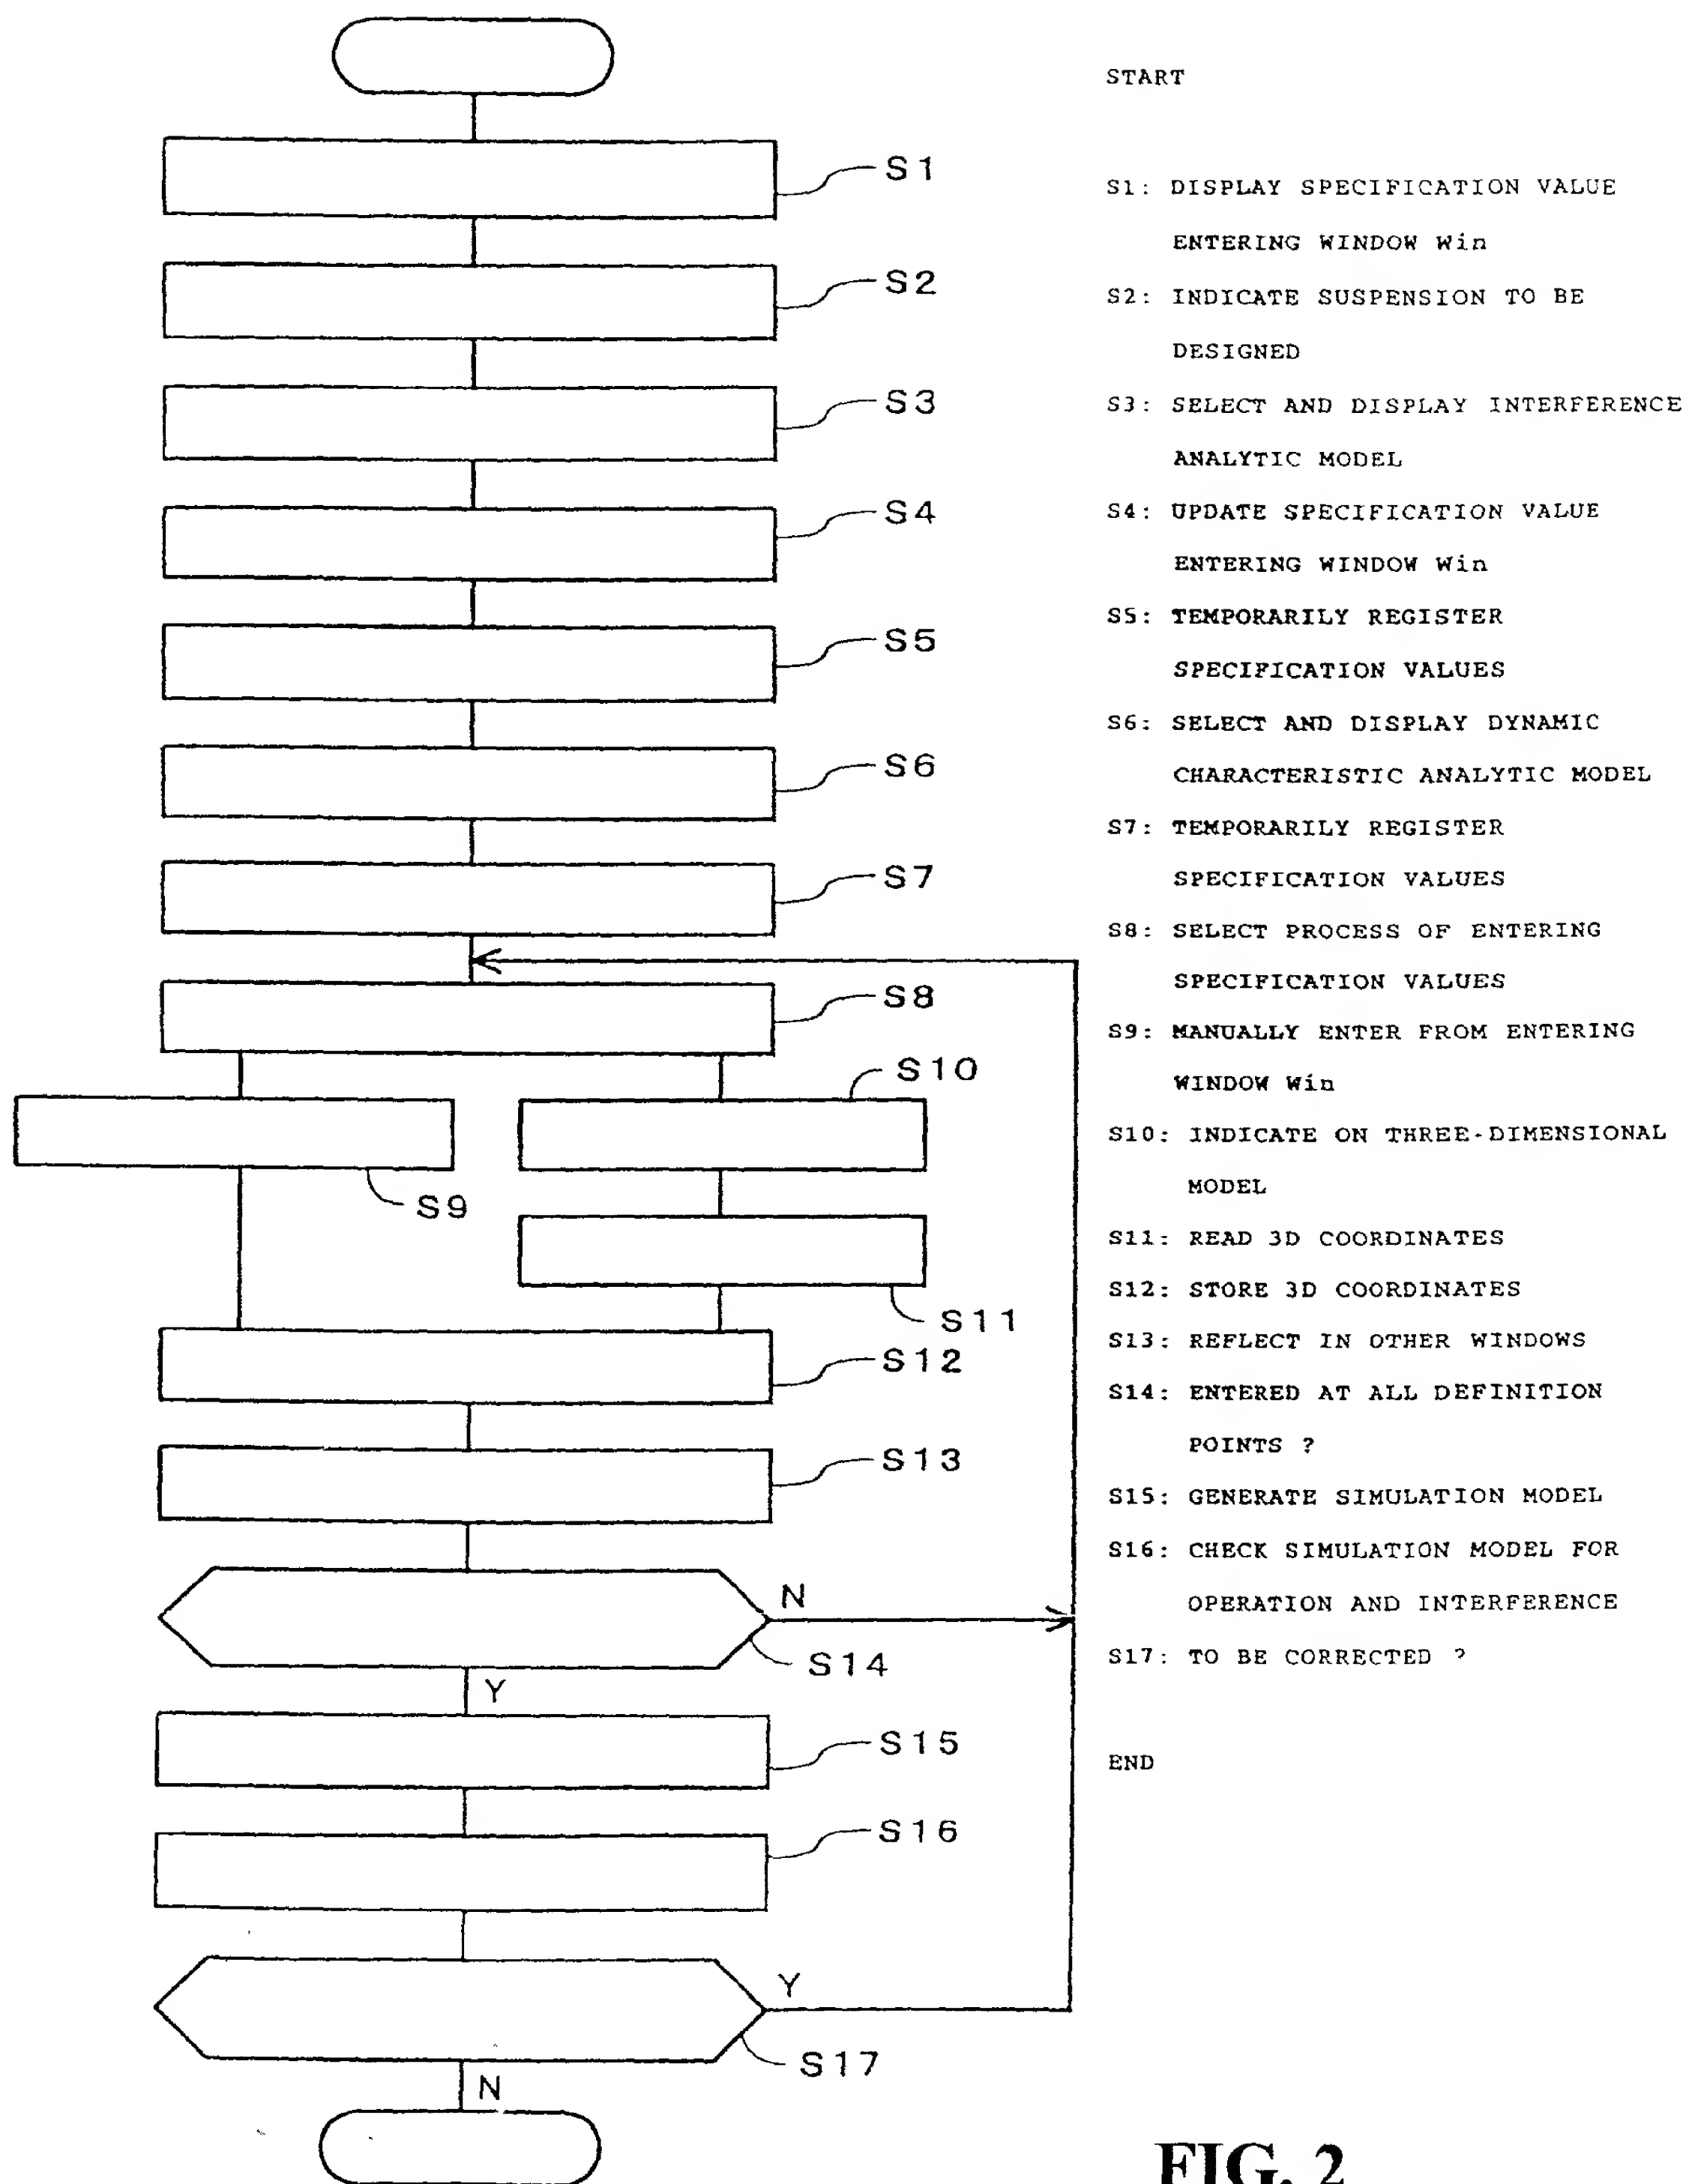 START
S1
S1: DISPLAY SPECIFICATION VALUE
ENTERING WINDOW Win
S2
S2: INDICATE SUSPENSION TO BE
DESIGNED
S3
S3: SELECT AND DISPLAY INTERFERENCE
ANALYTIC MODEL
S4
S4: UPDATE SPECIFICATION VALUE
ENTERING WINDOW Win
S5
S5: TEMPORARILY REGISTER
SPECIFICATION VALUES
S6
S6: SELECT AND DISPLAY DYNAMIC
CHARACTERISTIC ANALYTIC MODEL
S7
S7: TEMPORARILY REGISTER
SPECIFICATION VALUES
S8
S8: SELECT PROCESS OF ENTERING
SPECIFICATION VALUES
S9
S9: MANUALLY ENTER FROM ENTERING
WINDOW Win
S10
S10: INDICATE ON THREE-DIMENSIONAL
MODEL
S11
S11: READ 3D COORDINATES
S12
S12: STORE 3D COORDINATES
S13
S13: REFLECT IN OTHER WINDOWS
N
S14
Y
S14: ENTERED AT ALL DEFINITION
POINTS ?
S15
S15: GENERATE SIMULATION MODEL
S16
S16: CHECK SIMULATION MODEL FOR
OPERATION AND INTERFERENCE
Y
S17
N
S17: TO BE CORRECTED ?
END
FIG. 2